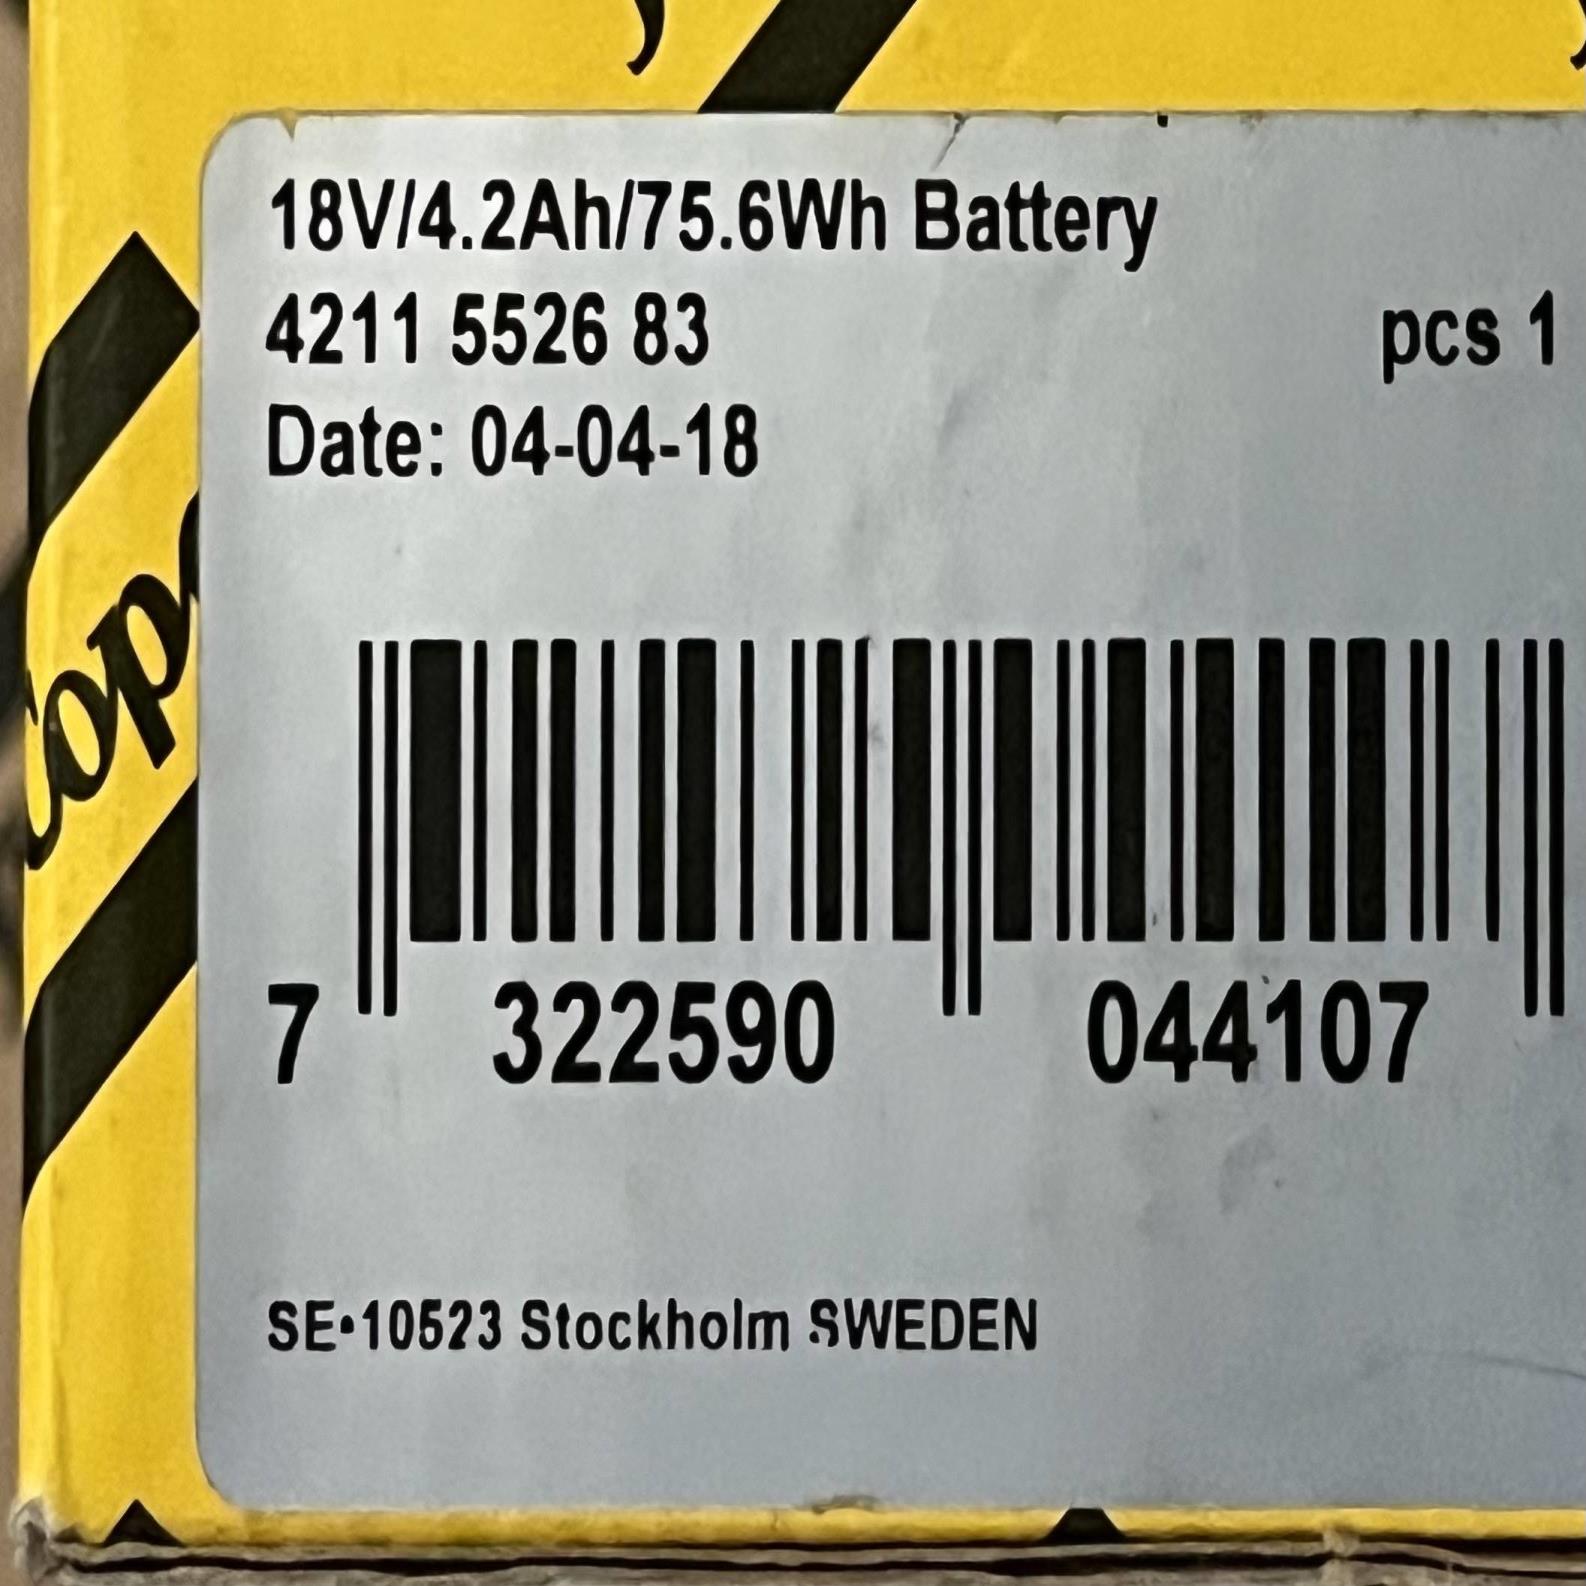 18V/4.2Ah/75.6Wh Battery
4211 5526 83 pcs 1
Date: 04-04-18
7 322590 044107
SE•10523 Stockholm SWEDEN